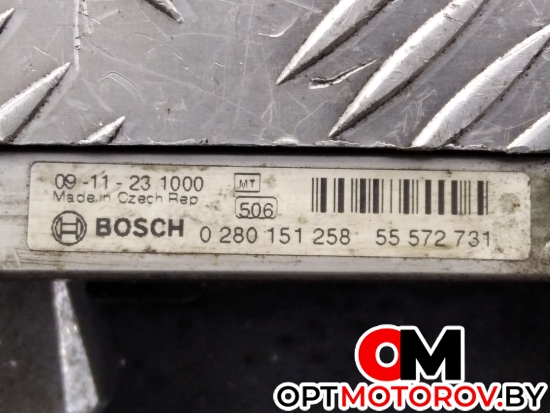 09-11-23 1000 MT
Made in Czech Rep 506
BOSCH 0 280 151 258 55 572 731
OM
OPTMOTOROV.BY